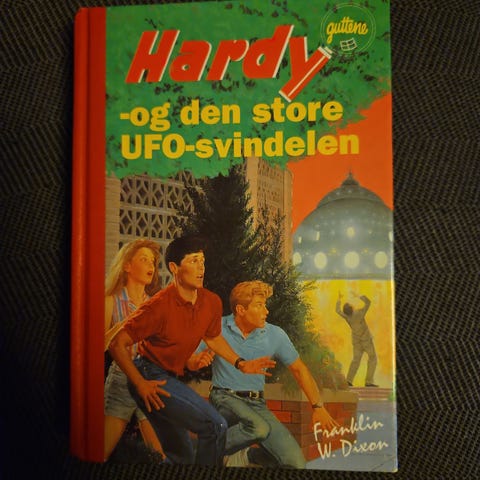 Hardy
guttene
-og den store
UFO-svindelen
Franklin
W. Dixon